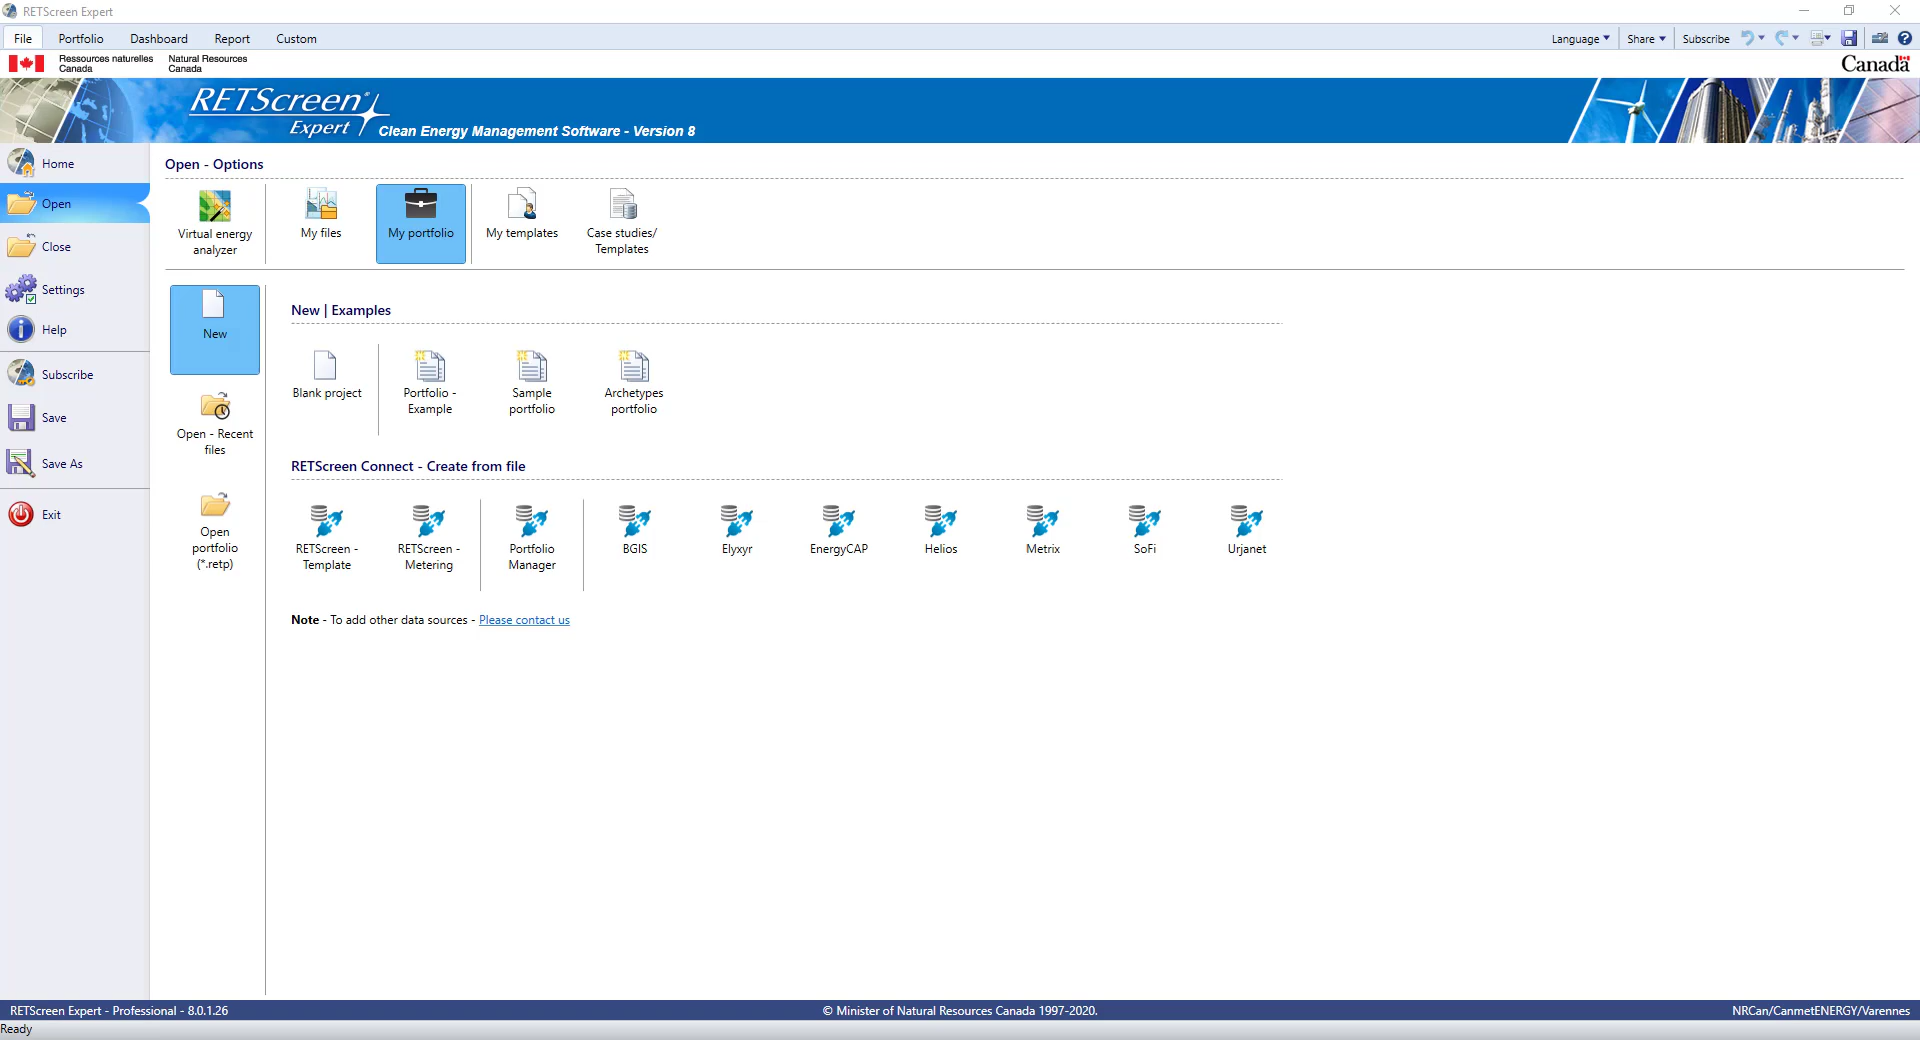 RETScreen Expert
File Portfolio Dashboard Report Custom Language Share Subscribe
Ressources naturelles Canada
Natural Resources Canada
Canada
RETScreen®
Expert
Clean Energy Management Software - Version 8
Home
Open
Close
Settings
Help
Subscribe
Save
Save As
Exit
Open - Options
Virtual energy analyzer
My files
My portfolio
My templates
Case studies/ Templates
New
Open - Recent files
Open portfolio (*.retp)
New | Examples
Blank project
Portfolio - Example
Sample portfolio
Archetypes portfolio
RETScreen Connect - Create from file
RETScreen - Template
RETScreen - Metering
Portfolio Manager
BGIS
Elyxyr
EnergyCAP
Helios
Metrix
SoFi
Urjanet
Note - To add other data sources - Please contact us
RETScreen Expert - Professional - 8.0.1.26
© Minister of Natural Resources Canada 1997-2020.
NRCan/CanmetENERGY/Varennes
Ready